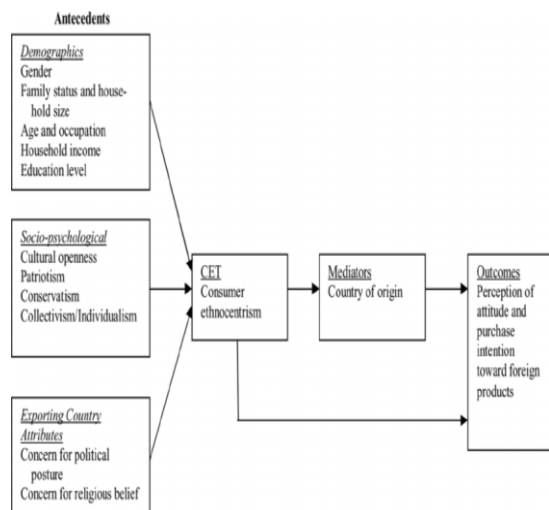 Antecedents
Demographics
Gender
Family status and house-
hold size
Age and occupation
Household income
Education level
Socio-psychological
Cultural openness
Patriotism
Conservatism
Collectivism/Individualism
Exporting Country
Attributes
Concern for political
posture
Concern for religious belief
CET
Consumer
ethnocentrism
Mediators
Country of origin
Outcomes
Perception of
attitude and
purchase
intention
toward foreign
products